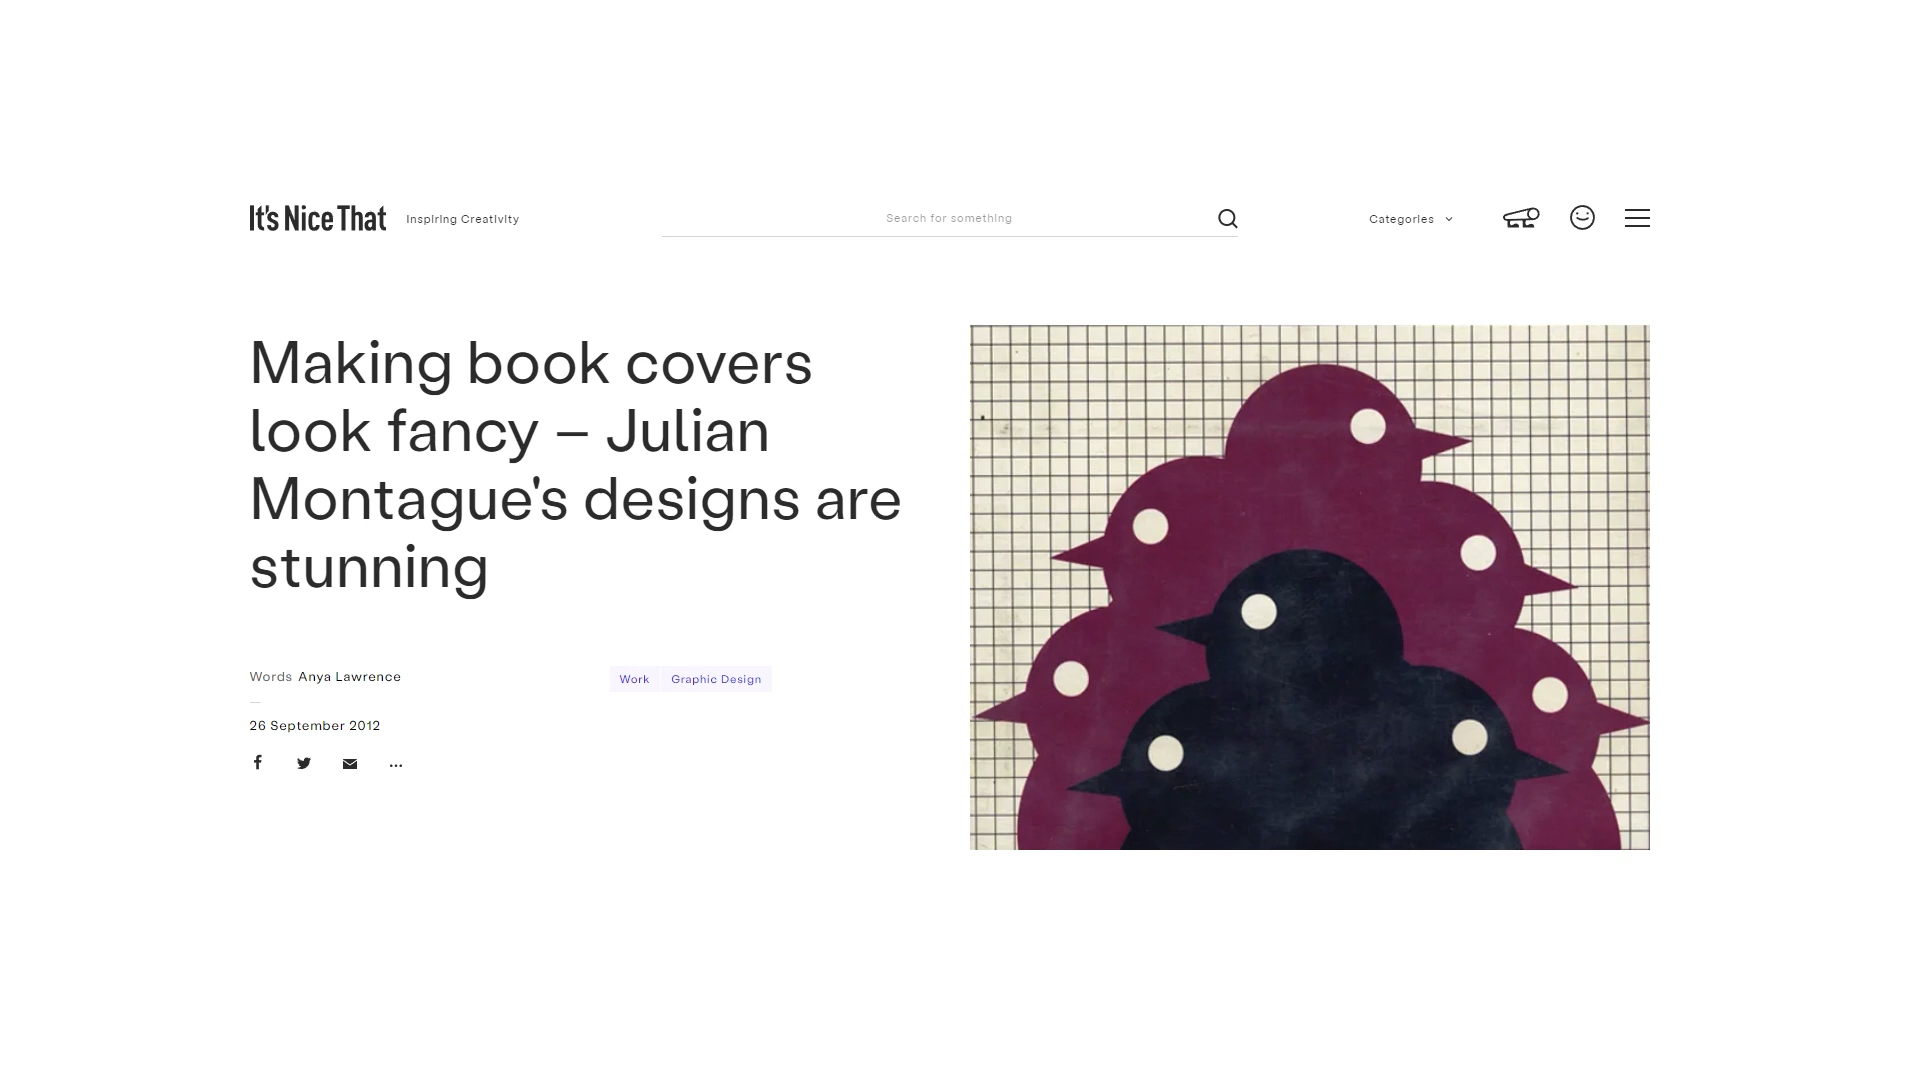 It's Nice That
Inspiring Creativity
Search for something
Categories
Making book covers
look fancy – Julian
Montague's designs are
stunning
Words Anya Lawrence
—
26 September 2012
Work
Graphic Design